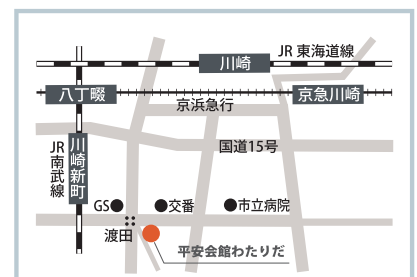 JR 東海道線
川崎
八丁畷
京急川崎
京浜急行
川崎新町
JR南武線
国道15号
GS
交番
市立病院
渡田
平安会館わたりだ